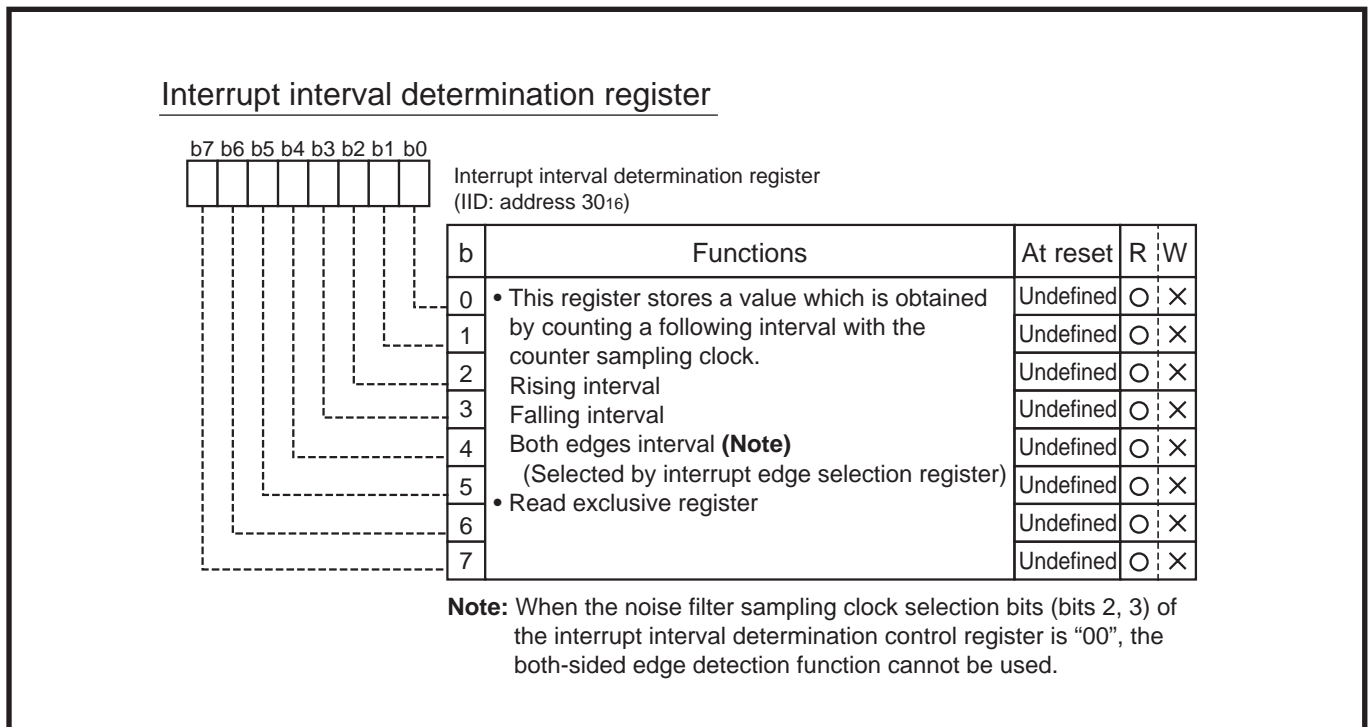 Interrupt interval determination register
b7 b6 b5 b4 b3 b2 b1 b0
Interrupt interval determination register
(IID: address 3016)
b Functions At reset R W
0 • This register stores a value which is obtained Undefined ○ ×
1 by counting a following interval with the Undefined ○ ×
counter sampling clock.
2 Rising interval Undefined ○ ×
3 Falling interval Undefined ○ ×
4 Both edges interval (Note) Undefined ○ ×
(Selected by interrupt edge selection register)
5 • Read exclusive register Undefined ○ ×
6 Undefined ○ ×
7 Undefined ○ ×
Note: When the noise filter sampling clock selection bits (bits 2, 3) of
the interrupt interval determination control register is “00”, the
both-sided edge detection function cannot be used.